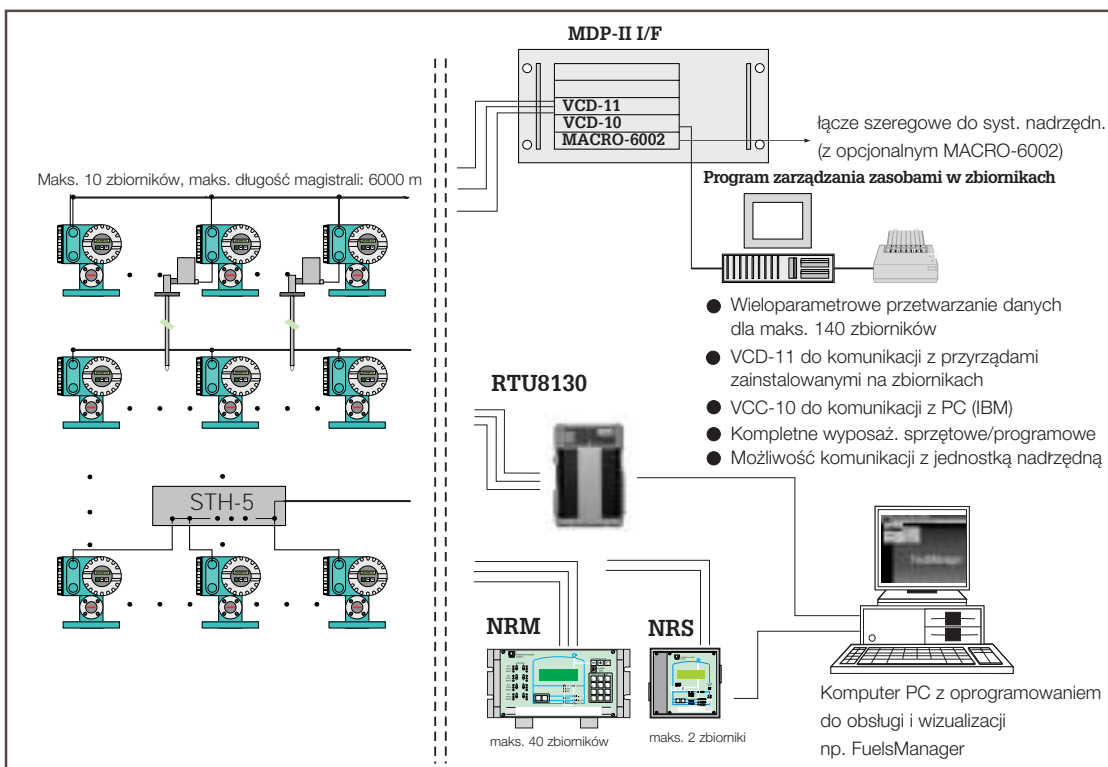 MDP-II I/F
VCD-11
VCD-10
MACRO-6002
łącze szeregowe do syst. nadrzędn.
(z opcjonalnym MACRO-6002)
Maks. 10 zbiorników, maks. długość magistrali: 6000 m
Program zarządzania zasobami w zbiornikach
● Wieloparametrowe przetwarzanie danych
dla maks. 140 zbiorników
● VCD-11 do komunikacji z przyrządami
zainstalowanymi na zbiornikach
● VCC-10 do komunikacji z PC (IBM)
● Kompletne wyposaż. sprzętowe/programowe
● Możliwość komunikacji z jednostką nadrzędną
RTU8130
STH-5
NRM
maks. 40 zbiorników
NRS
maks. 2 zbiorniki
Komputer PC z oprogramowaniem
do obsługi i wizualizacji
np. FuelsManager